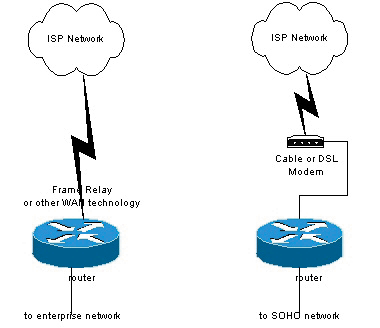 ISP Network
Frame Relay
or other WAN technology
router
to enterprise network
ISP Network
Cable or DSL
Modem
router
to SOHO network